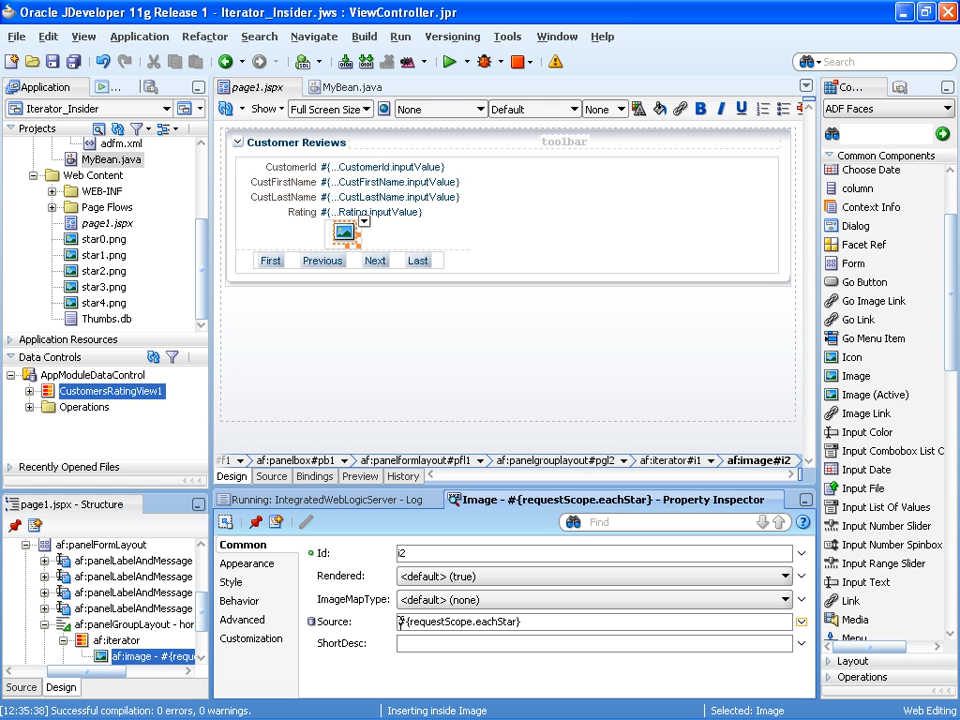 Oracle JDeveloper 11g Release 1 - Iterator_Insider.jws : ViewController.jpr
File Edit View Application Refactor Search Navigate Build Run Versioning Tools Window Help
Search
Application
Iterator_Insider
Projects
adfm.xml
MyBean.java
Web Content
WEB-INF
Page Flows
page1.jspx
star0.png
star1.png
star2.png
star3.png
star4.png
Thumbs.db
Application Resources
Data Controls
AppModuleDataControl
CustomersRatingView1
Operations
Recently Opened Files
page1.jspx - Structure
af:panelFormLayout
af:panelLabelAndMessage
af:panelLabelAndMessage
af:panelLabelAndMessage
af:panelLabelAndMessage
af:panelGroupLayout - hor
af:iterator
af:image - #{requ
Source Design
page1.jspx MyBean.java
Show Full Screen Size None Default None
Customer Reviews toolbar
CustomerId #{...CustomerId.inputValue}
CustFirstName #{...CustFirstName.inputValue}
CustLastName #{...CustLastName.inputValue}
Rating #{...Rating.inputValue}
First Previous Next Last
#f1 af:panelbox#pb1 af:panelformlayout#pfl1 af:panelgrouplayout#pgl2 af:iterator#i1 af:image#i2
Design Source Bindings Preview History
Running: IntegratedWebLogicServer - Log Image - #{requestScope.eachStar} - Property Inspector
Find
Common
Appearance
Style
Behavior
Advanced
Customization
Id: i2
Rendered: <default> (true)
ImageMapType: <default> (none)
Source: #{requestScope.eachStar}
ShortDesc:
Co...
ADF Faces
Common Components
Choose Date
column
Context Info
Dialog
Facet Ref
Form
Go Button
Go Image Link
Go Link
Go Menu Item
Icon
Image
Image (Active)
Image Link
Input Color
Input Combobox List O
Input Date
Input File
Input List Of Values
Input Number Slider
Input Number Spinbox
Input Range Slider
Input Text
Link
Media
Menu
Layout
Operations
[12:35:38] Successful compilation: 0 errors, 0 warnings. Inserting inside Image Selected: Image Web Editing